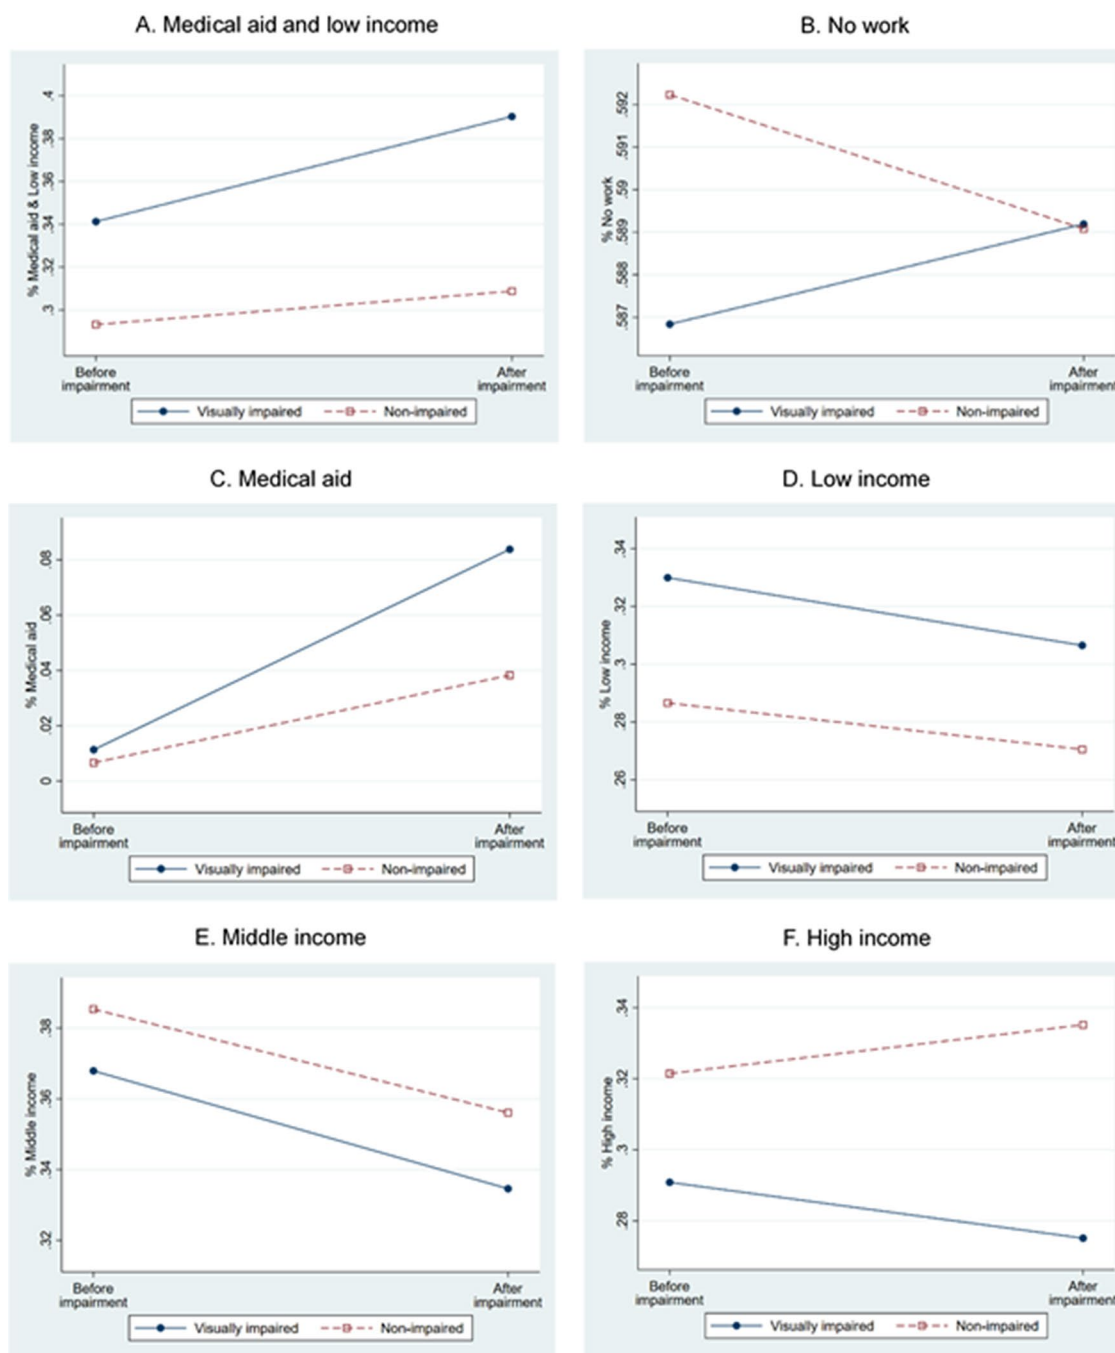 A. Medical aid and low income
% Medical aid & Low income
.4
.38
.36
.34
.32
.3
Before
impairment
After
impairment
Visually impaired
Non-impaired
B. No work
% No work
.592
.591
.59
.589
.588
.587
Before
impairment
After
impairment
Visually impaired
Non-impaired
C. Medical aid
% Medical aid
.08
.06
.04
.02
0
Before
impairment
After
impairment
Visually impaired
Non-impaired
D. Low income
% Low income
.34
.32
.3
.28
.26
Before
impairment
After
impairment
Visually impaired
Non-impaired
E. Middle income
% Middle income
.38
.36
.34
.32
Before
impairment
After
impairment
Visually impaired
Non-impaired
F. High income
% High income
.34
.32
.3
.28
Before
impairment
After
impairment
Visually impaired
Non-impaired